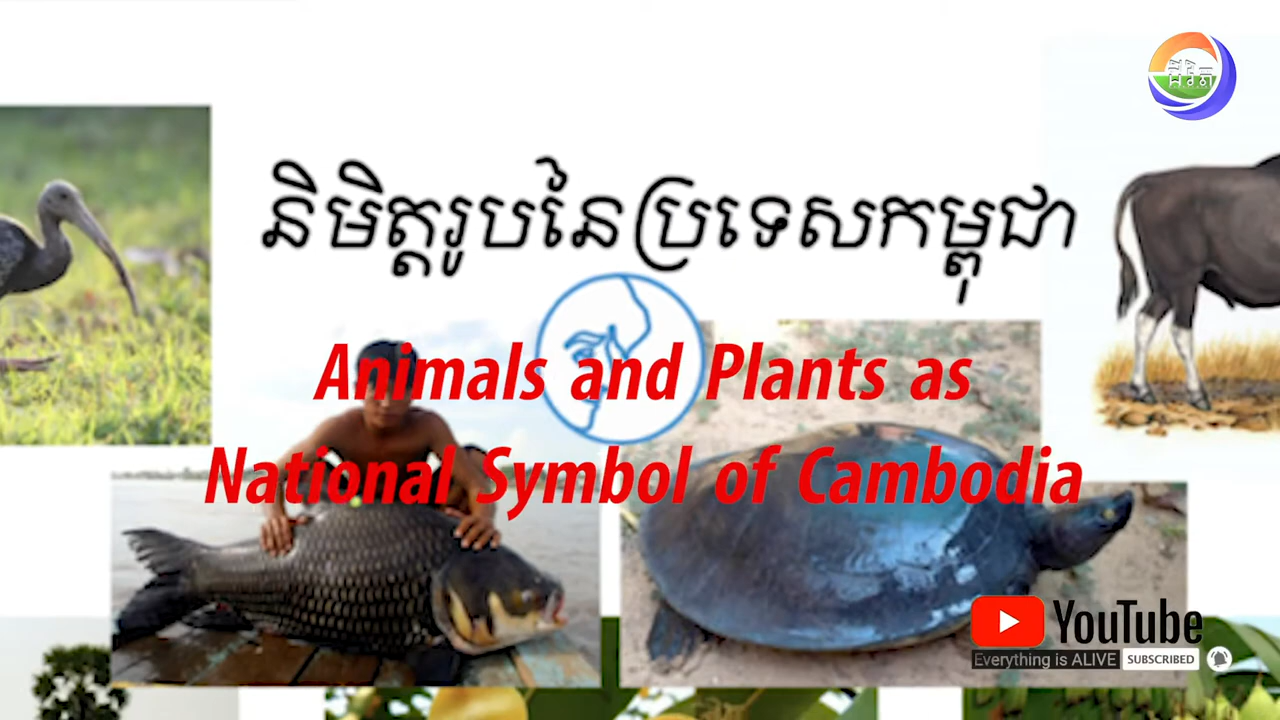 និមិត្តរូបនៃប្រទេសកម្ពុជា
Animals and Plants as
National Symbol of Cambodia
YouTube
Everything is ALIVE SUBSCRIBED